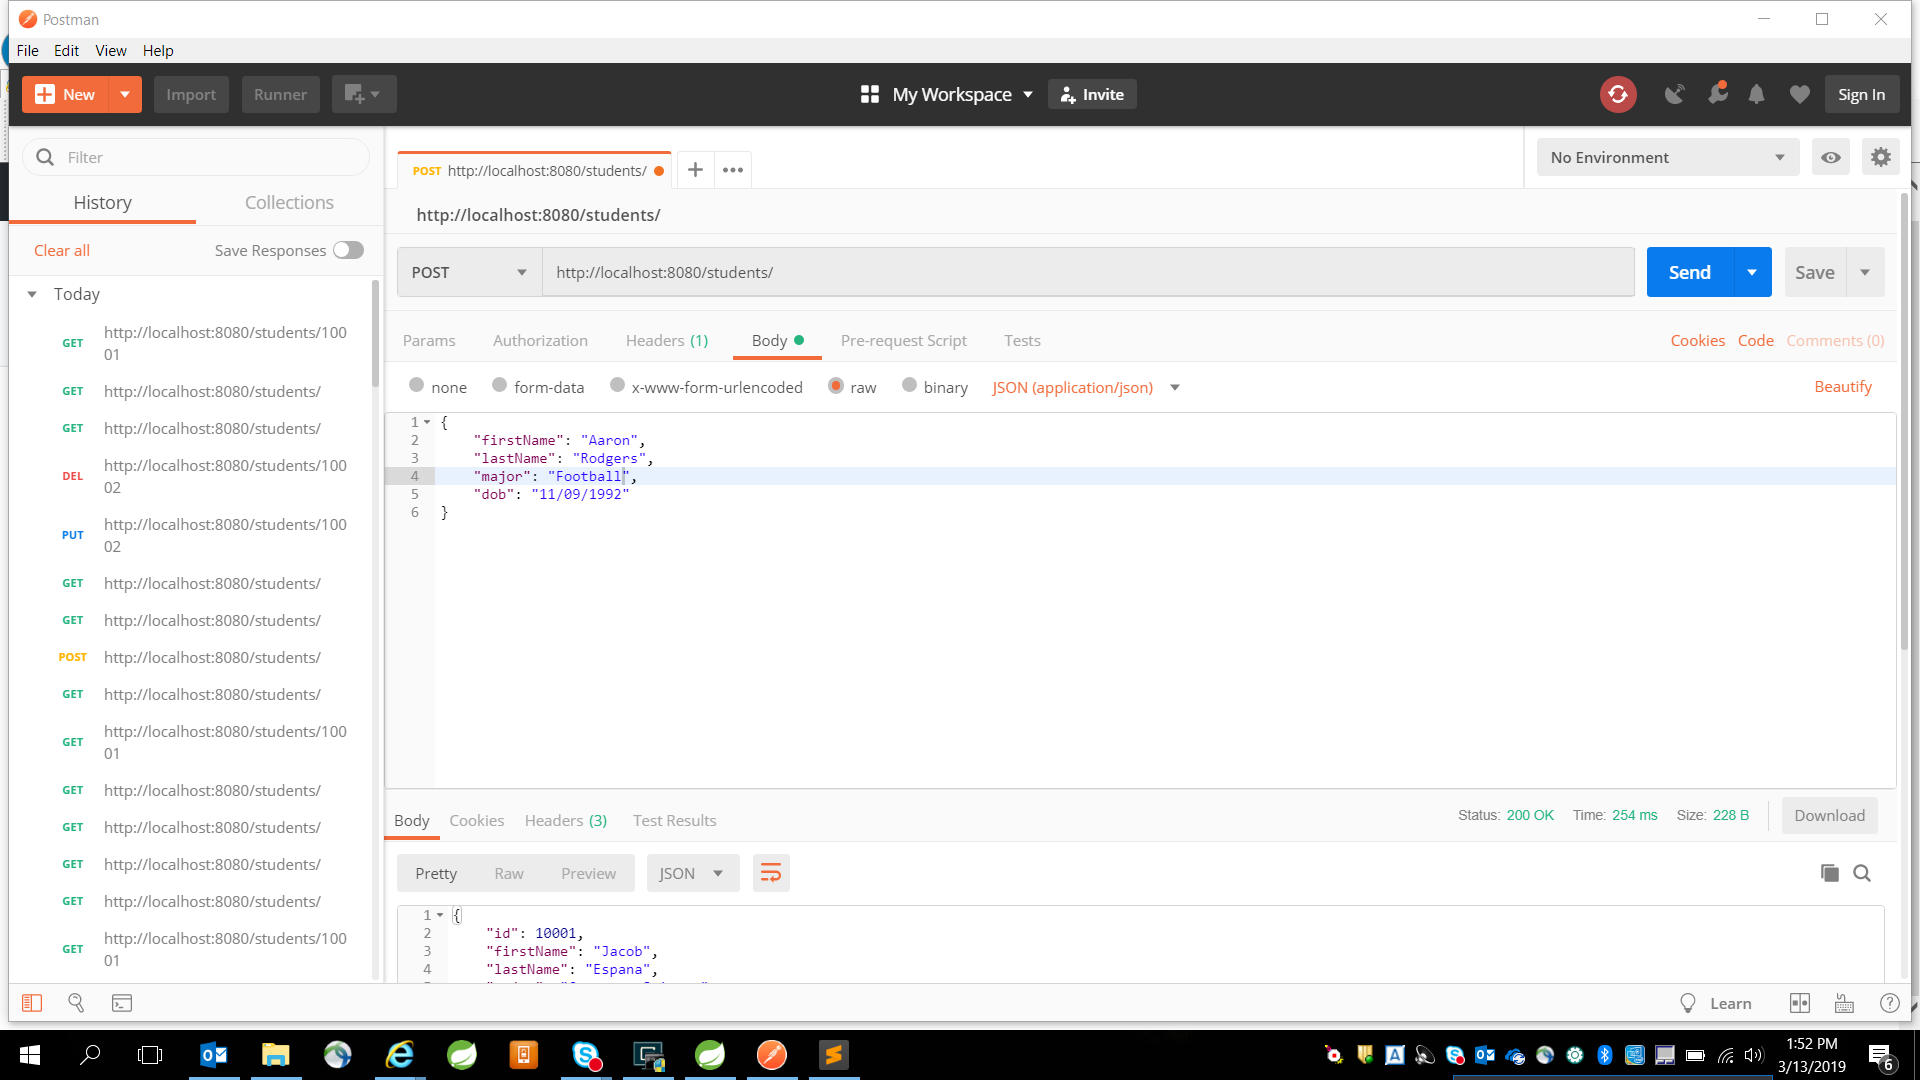 Postman
File Edit View Help
New Import Runner My Workspace Invite Sign In
Filter
History Collections
Clear all Save Responses
Today
GET http://localhost:8080/students/100
01
GET http://localhost:8080/students/
GET http://localhost:8080/students/
DEL http://localhost:8080/students/100
02
PUT http://localhost:8080/students/100
02
GET http://localhost:8080/students/
GET http://localhost:8080/students/
POST http://localhost:8080/students/
GET http://localhost:8080/students/
GET http://localhost:8080/students/100
01
GET http://localhost:8080/students/
GET http://localhost:8080/students/
GET http://localhost:8080/students/
GET http://localhost:8080/students/
GET http://localhost:8080/students/100
01
POST http://localhost:8080/students/
No Environment
http://localhost:8080/students/
POST http://localhost:8080/students/ Send Save
Params Authorization Headers (1) Body Pre-request Script Tests Cookies Code Comments (0)
none form-data x-www-form-urlencoded raw binary JSON (application/json) Beautify
1 {
2 "firstName": "Aaron",
3 "lastName": "Rodgers",
4 "major": "Football",
5 "dob": "11/09/1992"
6 }
Body Cookies Headers (3) Test Results Status: 200 OK Time: 254 ms Size: 228 B Download
Pretty Raw Preview JSON
1 {
2 "id": 10001,
3 "firstName": "Jacob",
4 "lastName": "Espana",
Learn
1:52 PM
3/13/2019
6